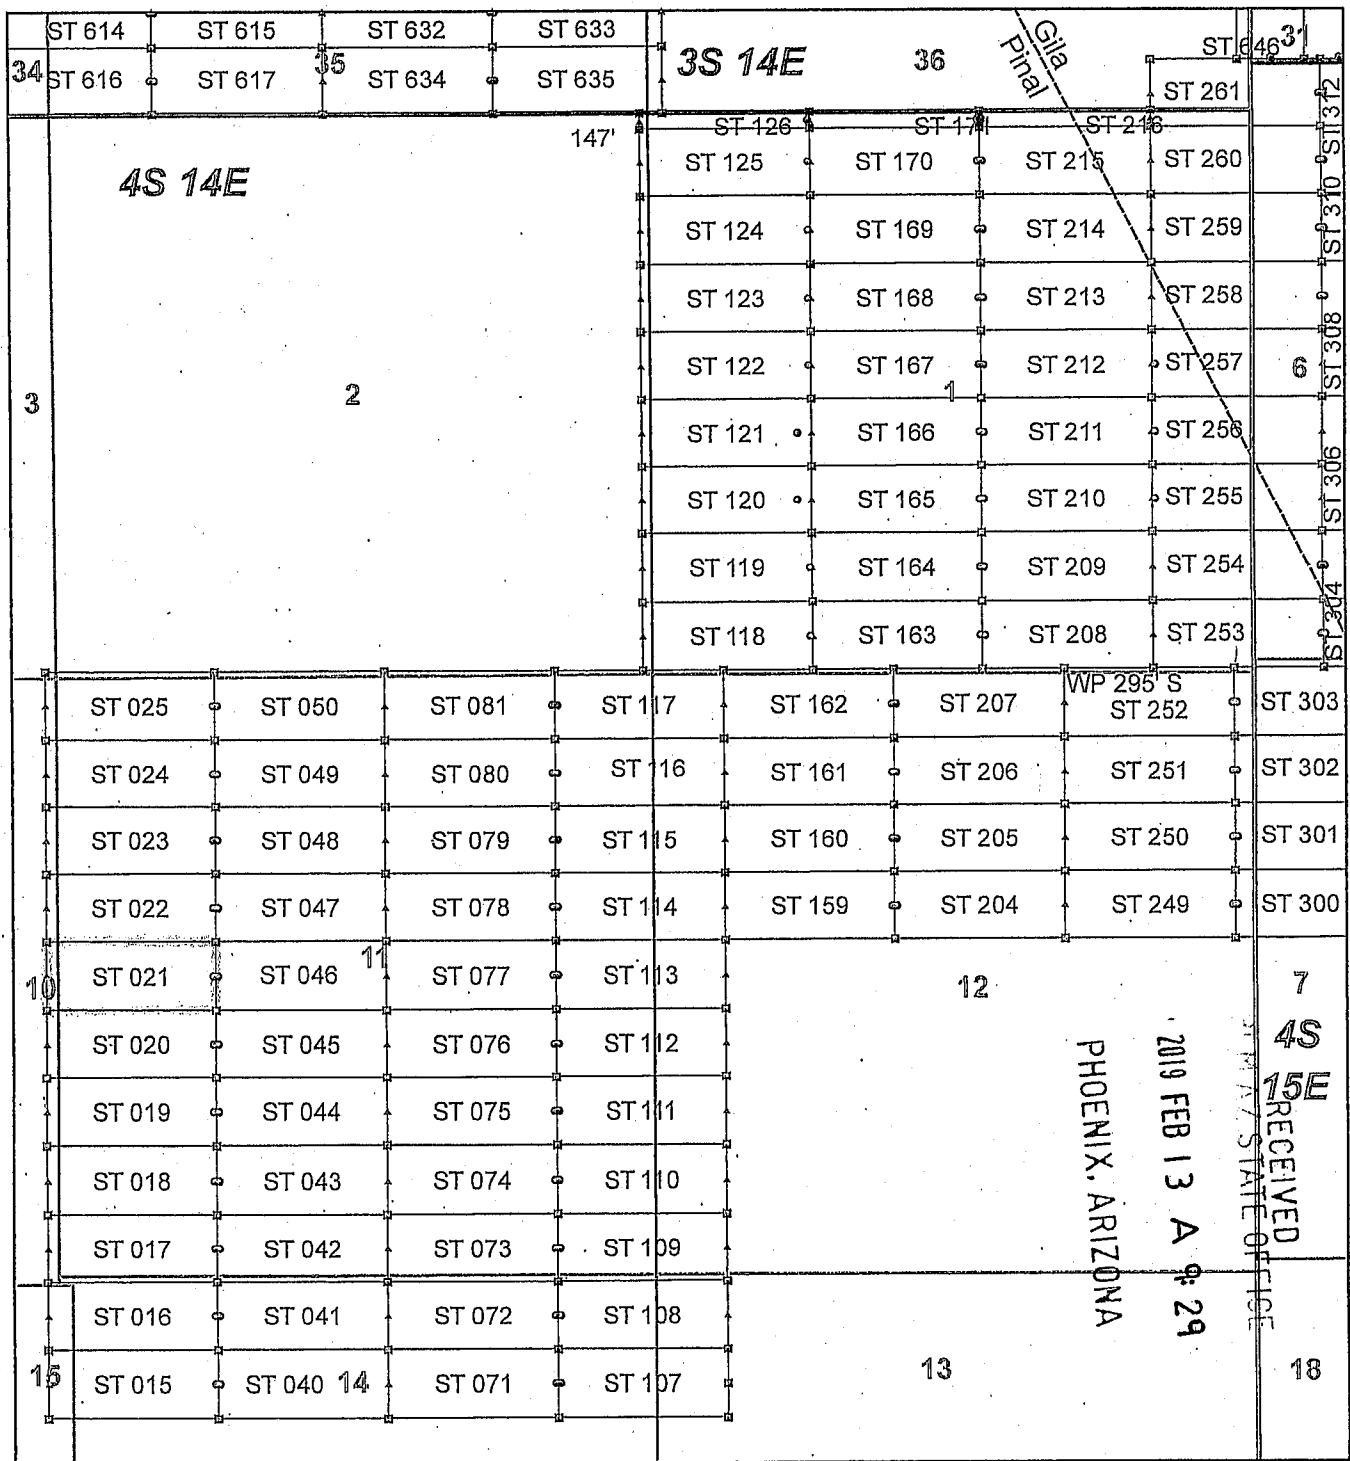 ST 614 ST 615 ST 632 ST 633
34 ST 616 ST 617 35 ST 634 ST 635 3S 14E 36 Gila Pinal ST 646 31
ST 261 ST 312
147' ST 126 ST 171 ST 216
4S 14E ST 125 ST 170 ST 215 ST 260
ST 310
ST 124 ST 169 ST 214 ST 259
ST 123 ST 168 ST 213 ST 258
ST 308
3 2 ST 122 ST 167 1 ST 212 ST 257 6
ST 121 ST 166 ST 211 ST 256
ST 306
ST 120 ST 165 ST 210 ST 255
ST 119 ST 164 ST 209 ST 254
ST 304
ST 118 ST 163 ST 208 ST 253
WP 295 S
ST 025 ST 050 ST 081 ST 117 ST 162 ST 207 ST 252 ST 303
ST 024 ST 049 ST 080 ST 116 ST 161 ST 206 ST 251 ST 302
ST 023 ST 048 ST 079 ST 115 ST 160 ST 205 ST 250 ST 301
ST 022 ST 047 ST 078 ST 114 ST 159 ST 204 ST 249 ST 300
10 ST 021 ST 046 11 ST 077 ST 113 12 7
ST 020 ST 045 ST 076 ST 112 4S
15E
ST 019 ST 044 ST 075 ST 111
ST 018 ST 043 ST 074 ST 110
ST 017 ST 042 ST 073 ST 109
ST 016 ST 041 ST 072 ST 108
15 ST 015 ST 040 14 ST 071 ST 107 13 18
RECEIVED
AZ STATE OFFICE
2019 FEB 13 A 9:29
PHOENIX, ARIZONA